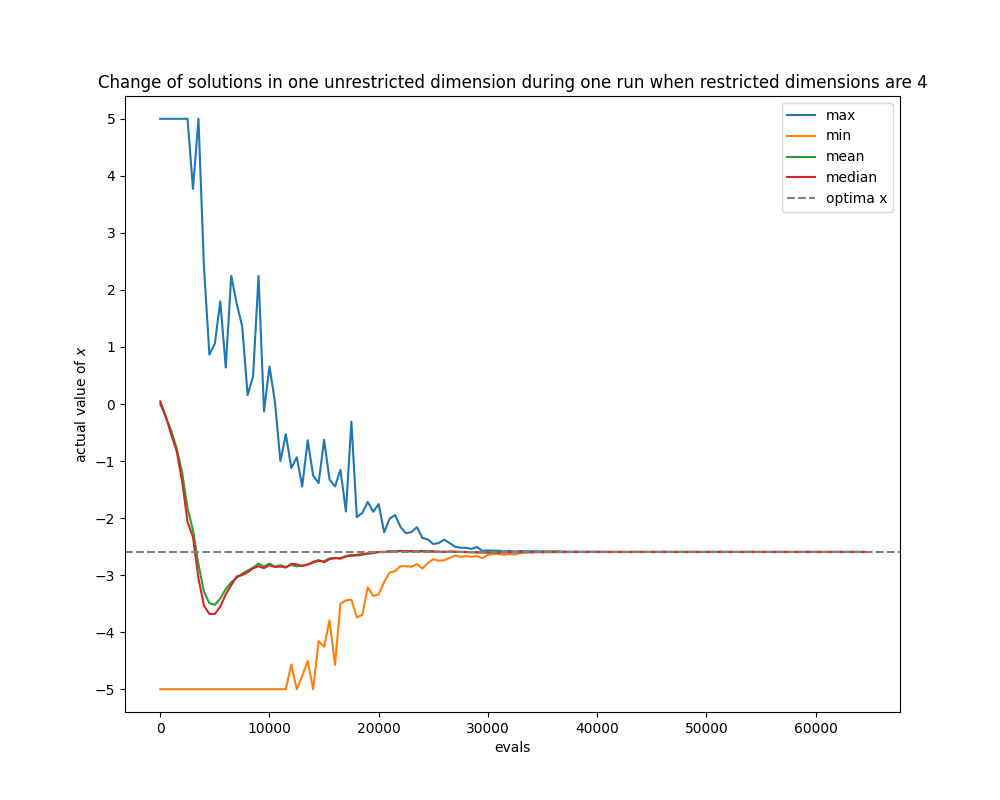 Change of solutions in one unrestricted dimension during one run when restricted dimensions are 4
max
min
mean
median
optima x
actual value of x
5
4
3
2
1
0
−1
−2
−3
−4
−5
0 10000 20000 30000 40000 50000 60000
evals